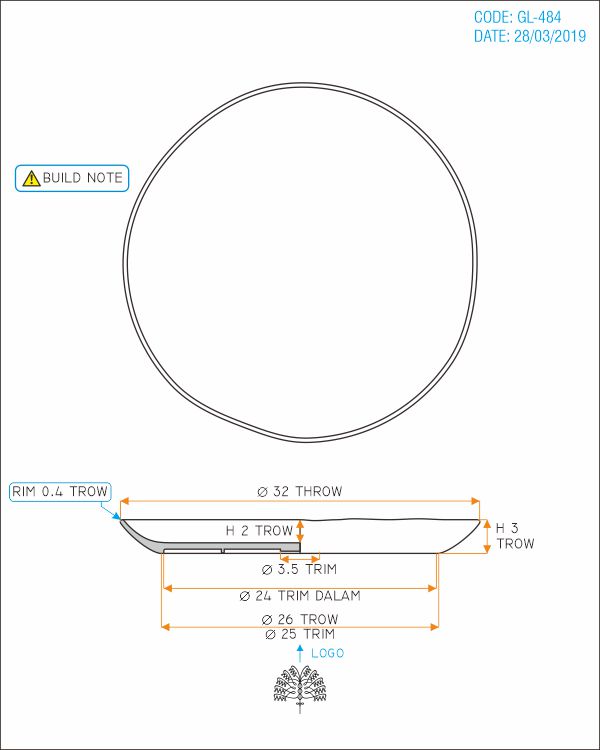 CODE: GL-484
DATE: 28/03/2019
BUILD NOTE
RIM 0.4 TROW
Ø 32 THROW
H 2 TROW
H 3
TROW
Ø 3.5 TRIM
Ø 24 TRIM DALAM
Ø 26 TROW
Ø 25 TRIM
LOGO